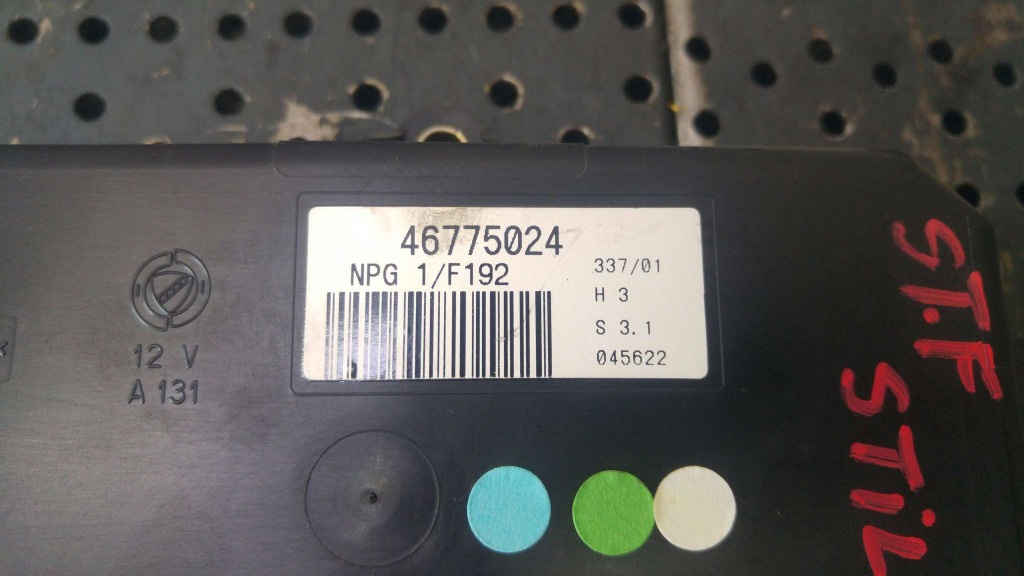 46775024
NPG 1/F192
337/01
H 3
S 3.1
045622
12 V
A 131
ST.F
STIL